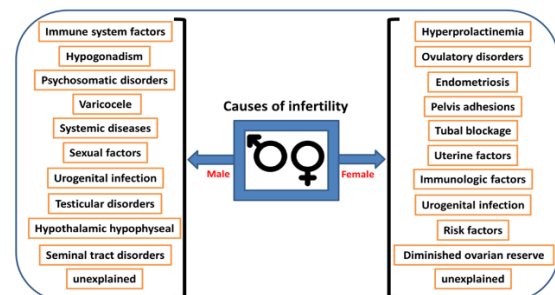 Immune system factors
Hypogonadism
Psychosomatic disorders
Varicocele
Systemic diseases
Sexual factors
Urogenital infection
Testicular disorders
Hypothalamic hypophyseal
Seminal tract disorders
unexplained
Causes of infertility
Male
Female
Hyperprolactinemia
Ovulatory disorders
Endometriosis
Pelvis adhesions
Tubal blockage
Uterine factors
Immunologic factors
Urogenital infection
Risk factors
Diminished ovarian reserve
unexplained